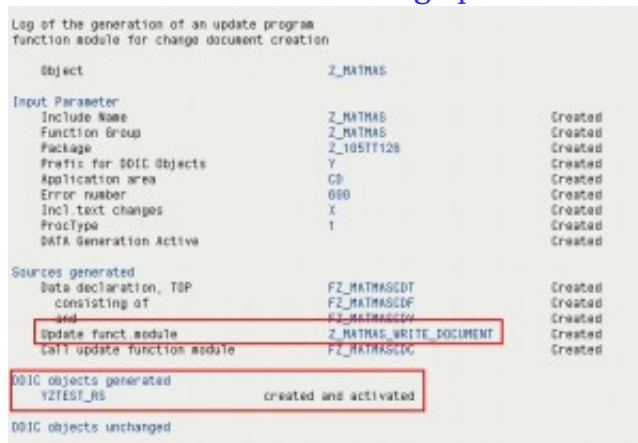 Log of the generation of an update program
function module for change document creation
Object Z_MATMAS
Input Parameter
Include Name Z_MATMAS Created
Function Group Z_MATMAS Created
Package Z_105TT126 Created
Prefix for DDIC Objects Y Created
Application area CD Created
Error number 600 Created
Incl.text changes X Created
ProcType 1 Created
DATA Generation Active Created
Sources generated
Data declaration, TOP FZ_MATMASCDT Created
consisting of FZ_MATMASCDF Created
and FZ_MATMASCDV Created
Update funct.module Z_MATMAS_WRITE_DOCUMENT Created
Call update function module FZ_MATMASCDC Created
DDIC objects generated
YZTEST_RS created and activated
DDIC objects unchanged